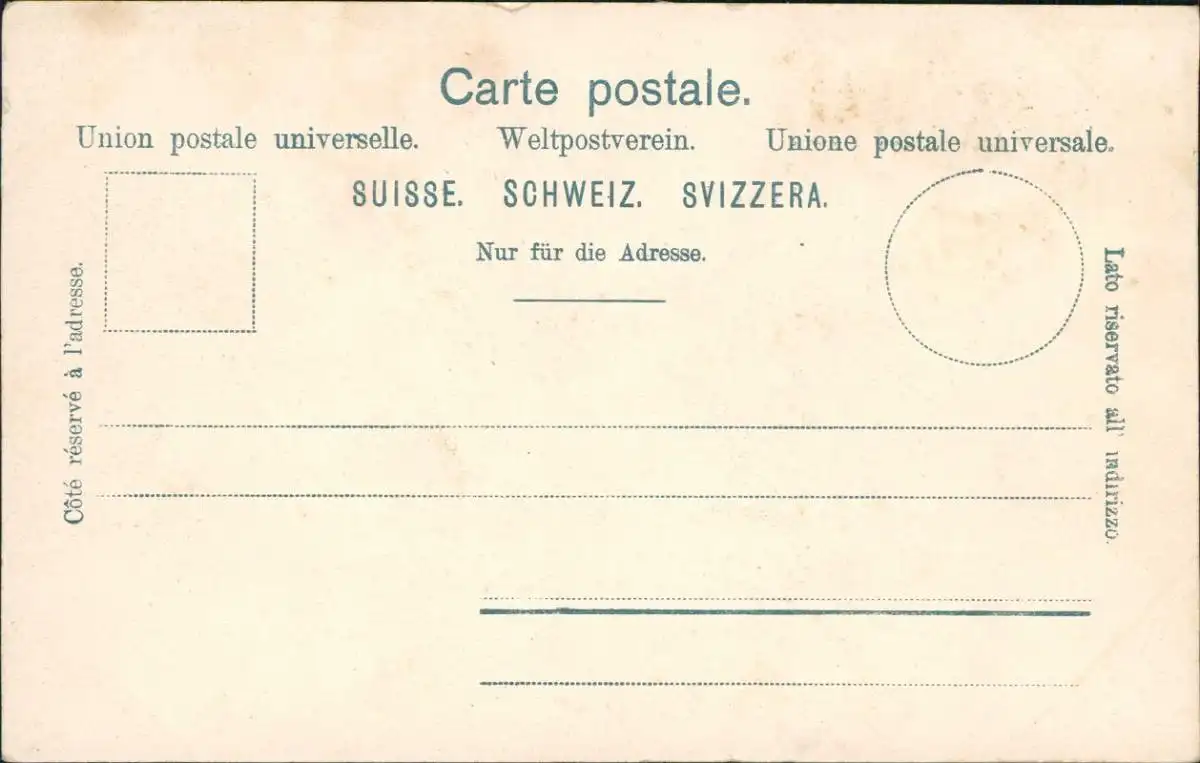 Carte postale.
Union postale universelle. Weltpostverein. Unione postale universale.
SUISSE. SCHWEIZ. SVIZZERA.
Nur für die Adresse.
Côté réservé à l'adresse.
Lato riservato all' indirizzo.